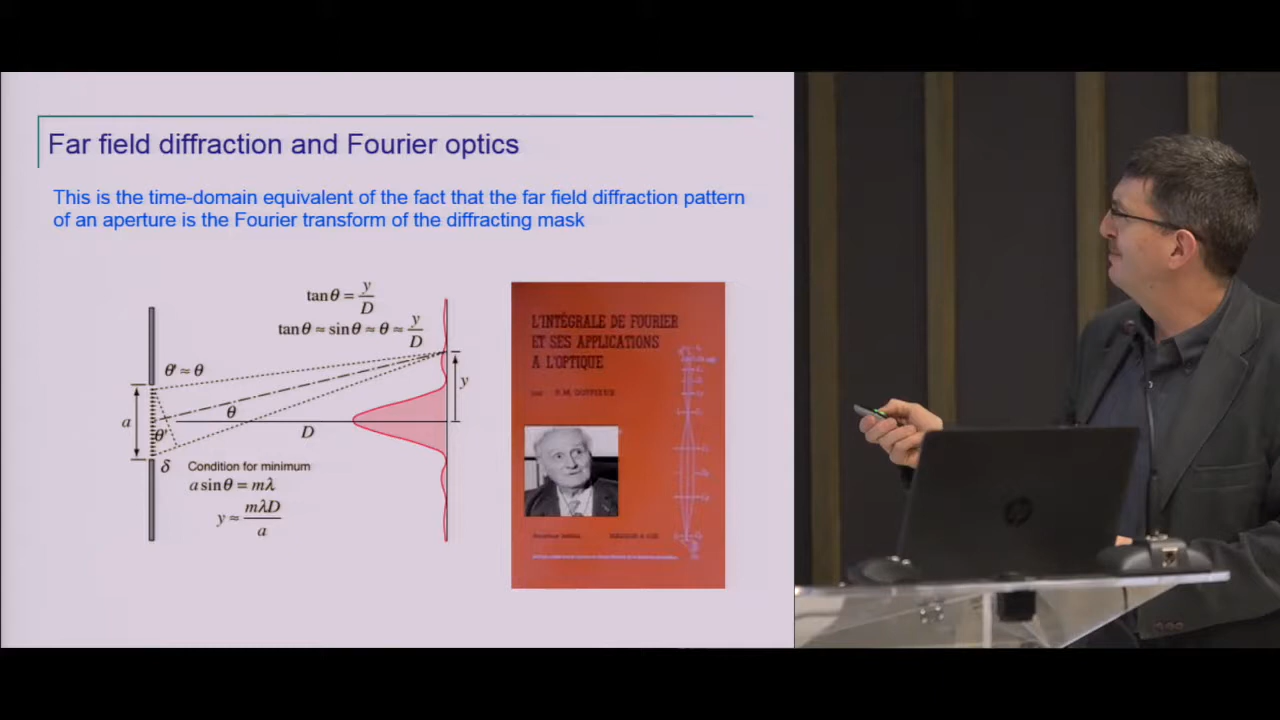 Far field diffraction and Fourier optics
This is the time-domain equivalent of the fact that the far field diffraction pattern
of an aperture is the Fourier transform of the diffracting mask
tanθ = y/D
tanθ ≈ sinθ ≈ θ ≈ y/D
θ' ≈ θ
y
θ
a
D
θ'
δ
Condition for minimum
a sinθ = mλ
y ≈ mλD/a
L'INTÉGRALE DE FOURIER
ET SES APPLICATIONS
A L'OPTIQUE
par
hp